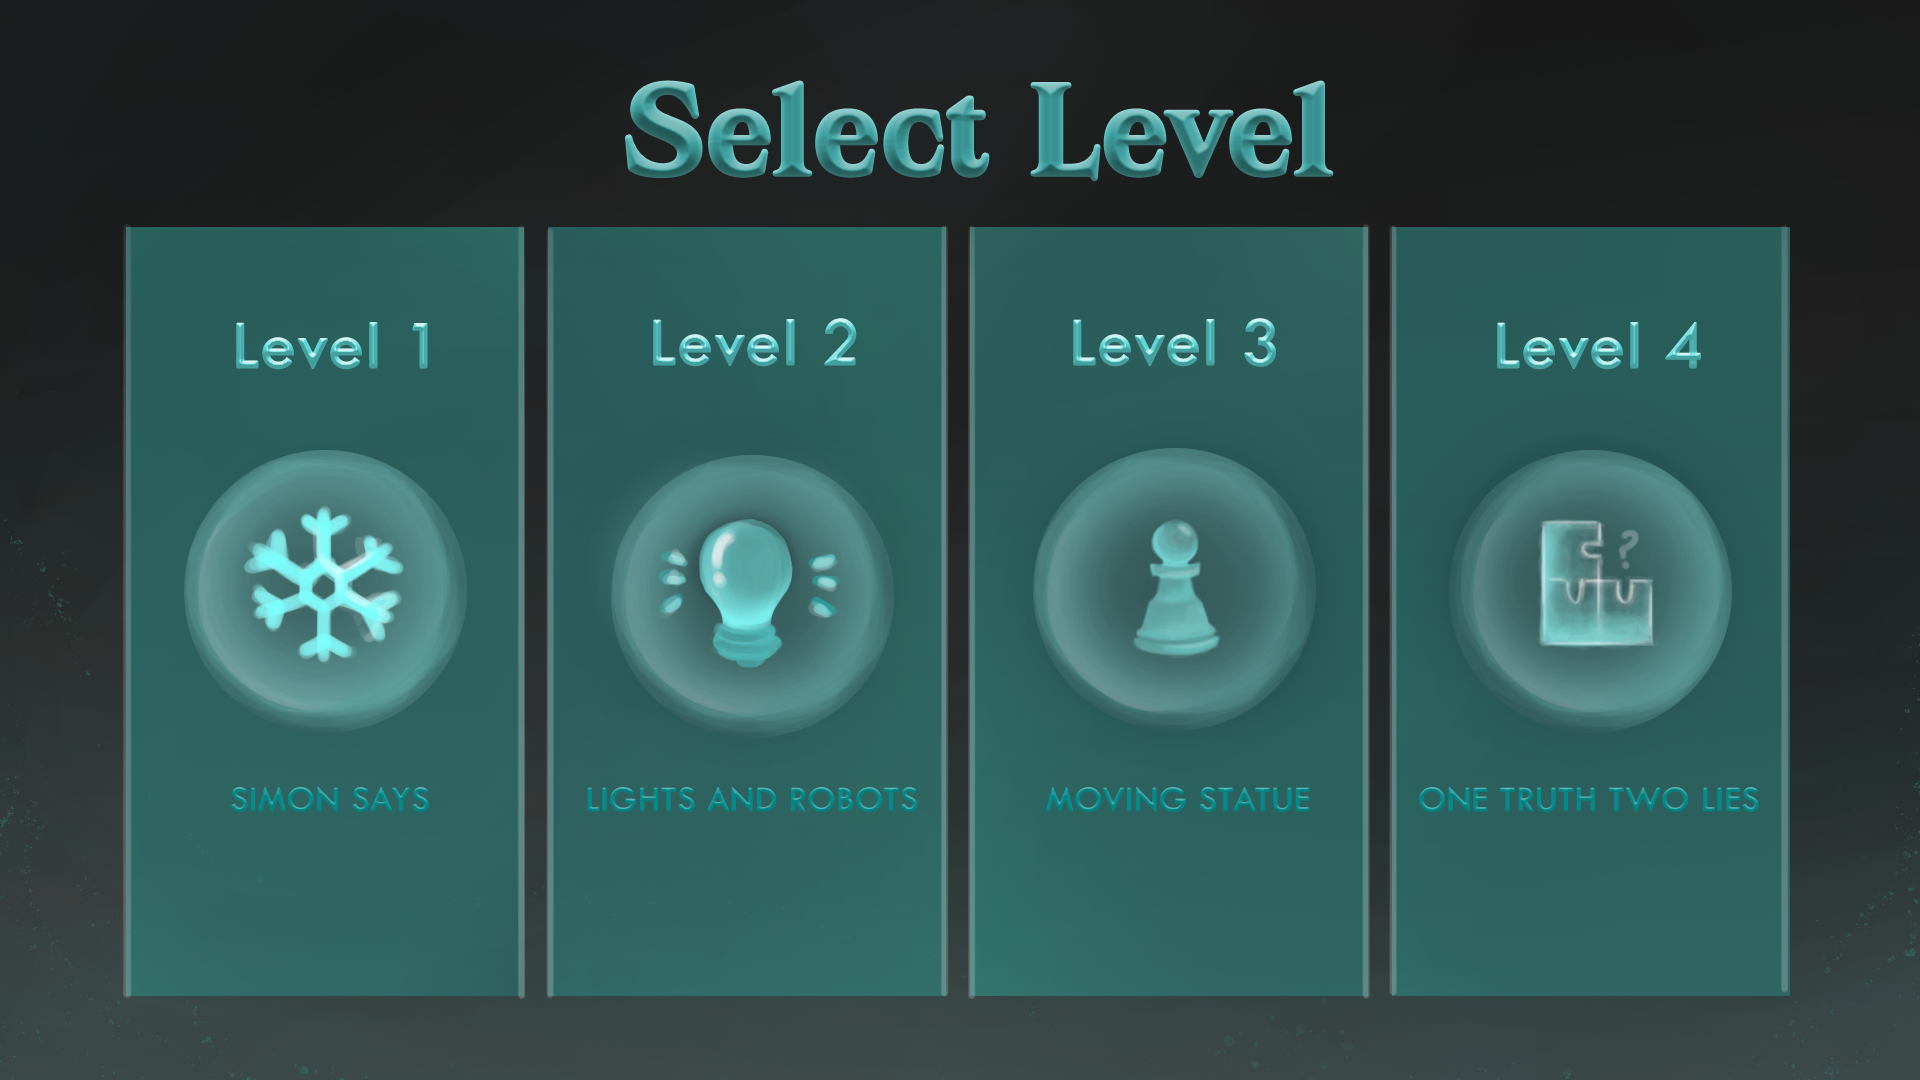 Select Level
Level 1
SIMON SAYS
Level 2
LIGHTS AND ROBOTS
Level 3
MOVING STATUE
Level 4
?
ONE TRUTH TWO LIES